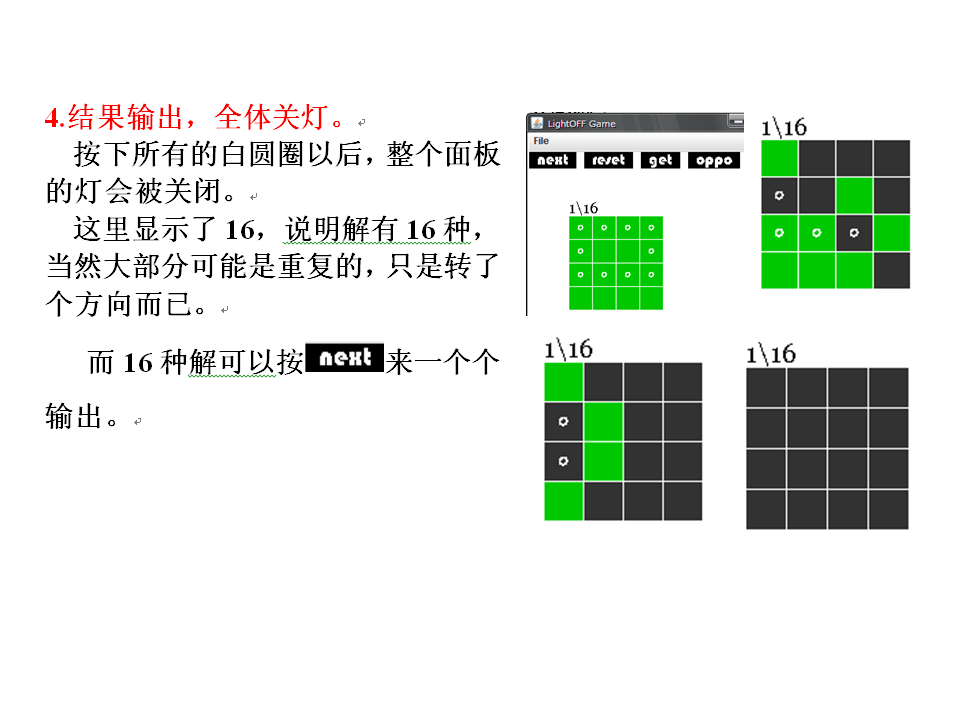 4.结果输出，全体关灯。
按下所有的白圆圈以后，整个面板
的灯会被关闭。
这里显示了 16，说明解有 16 种，
当然大部分可能是重复的，只是转了
个方向而已。
而 16 种解可以按next来一个个
输出。
LightOFF Game
File
next reset get oppo
1\16
1\16
1\16
1\16